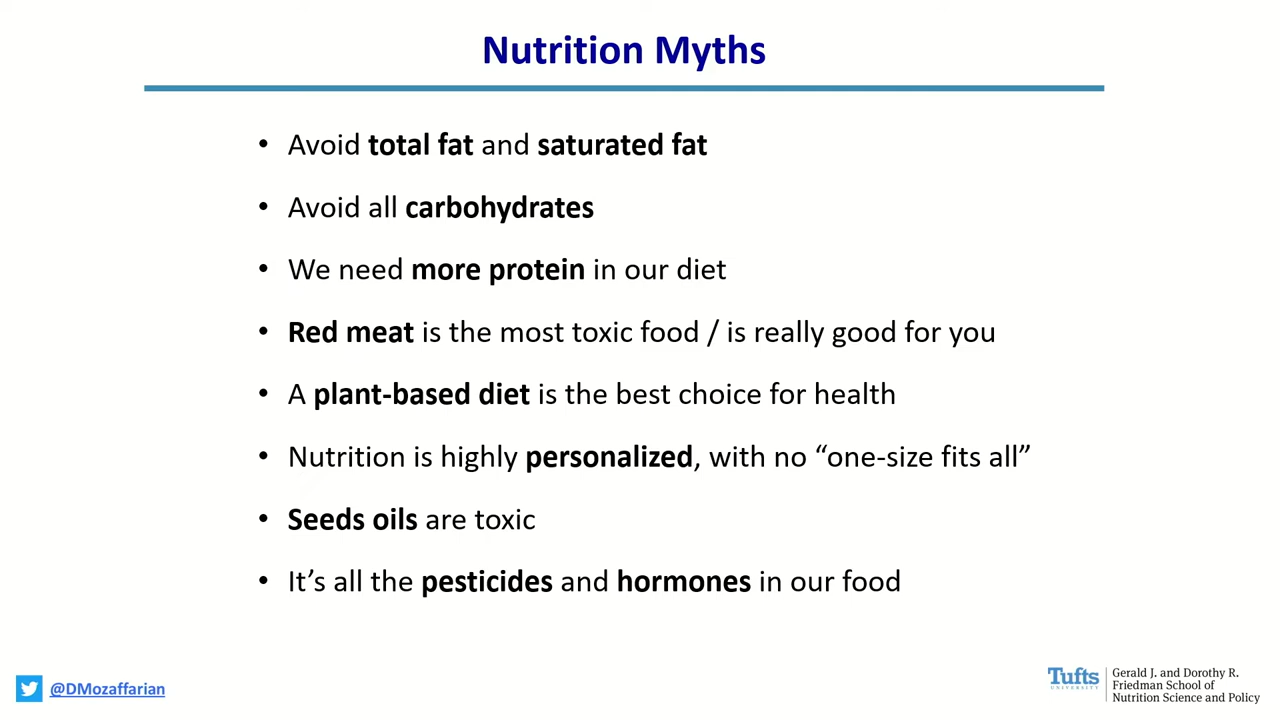 Nutrition Myths
• Avoid total fat and saturated fat
• Avoid all carbohydrates
• We need more protein in our diet
• Red meat is the most toxic food / is really good for you
• A plant-based diet is the best choice for health
• Nutrition is highly personalized, with no “one-size fits all”
• Seeds oils are toxic
• It’s all the pesticides and hormones in our food
@DMozaffarian
Tufts
UNIVERSITY
Gerald J. and Dorothy R.
Friedman School of
Nutrition Science and Policy